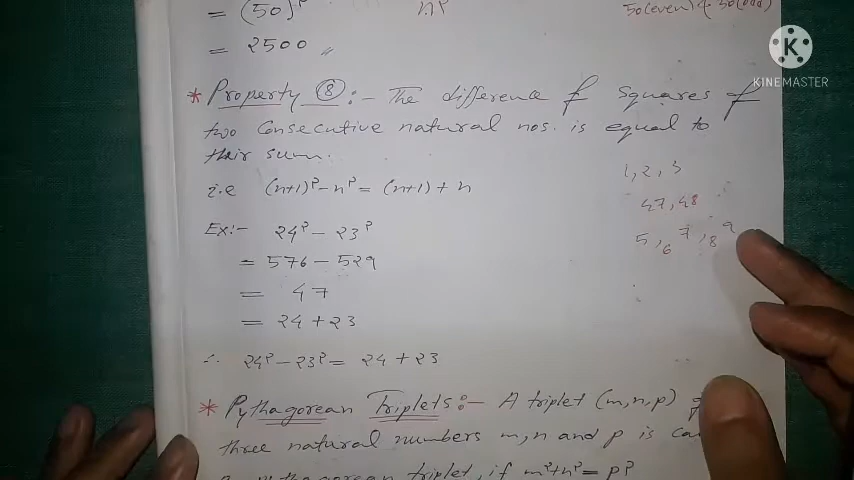 = (50)²
n²
50(even) & 50(odd)
= 2500 //
KINEMASTER
* Property ⑧:- The difference of squares of
two consecutive natural nos. is equal to
their sum.
i.e (n+1)² - n² = (n+1) + n
1, 2, 3
47, 48
5, 6 7, 8 9
Ex:- 24² - 23²
= 576 - 529
= 47
= 24 + 23
∴ 24² - 23² = 24 + 23
* Pythagorean Triplets:- A triplet (m, n, p)
three natural numbers m, n and p is
triplet, if m² + n² = p²